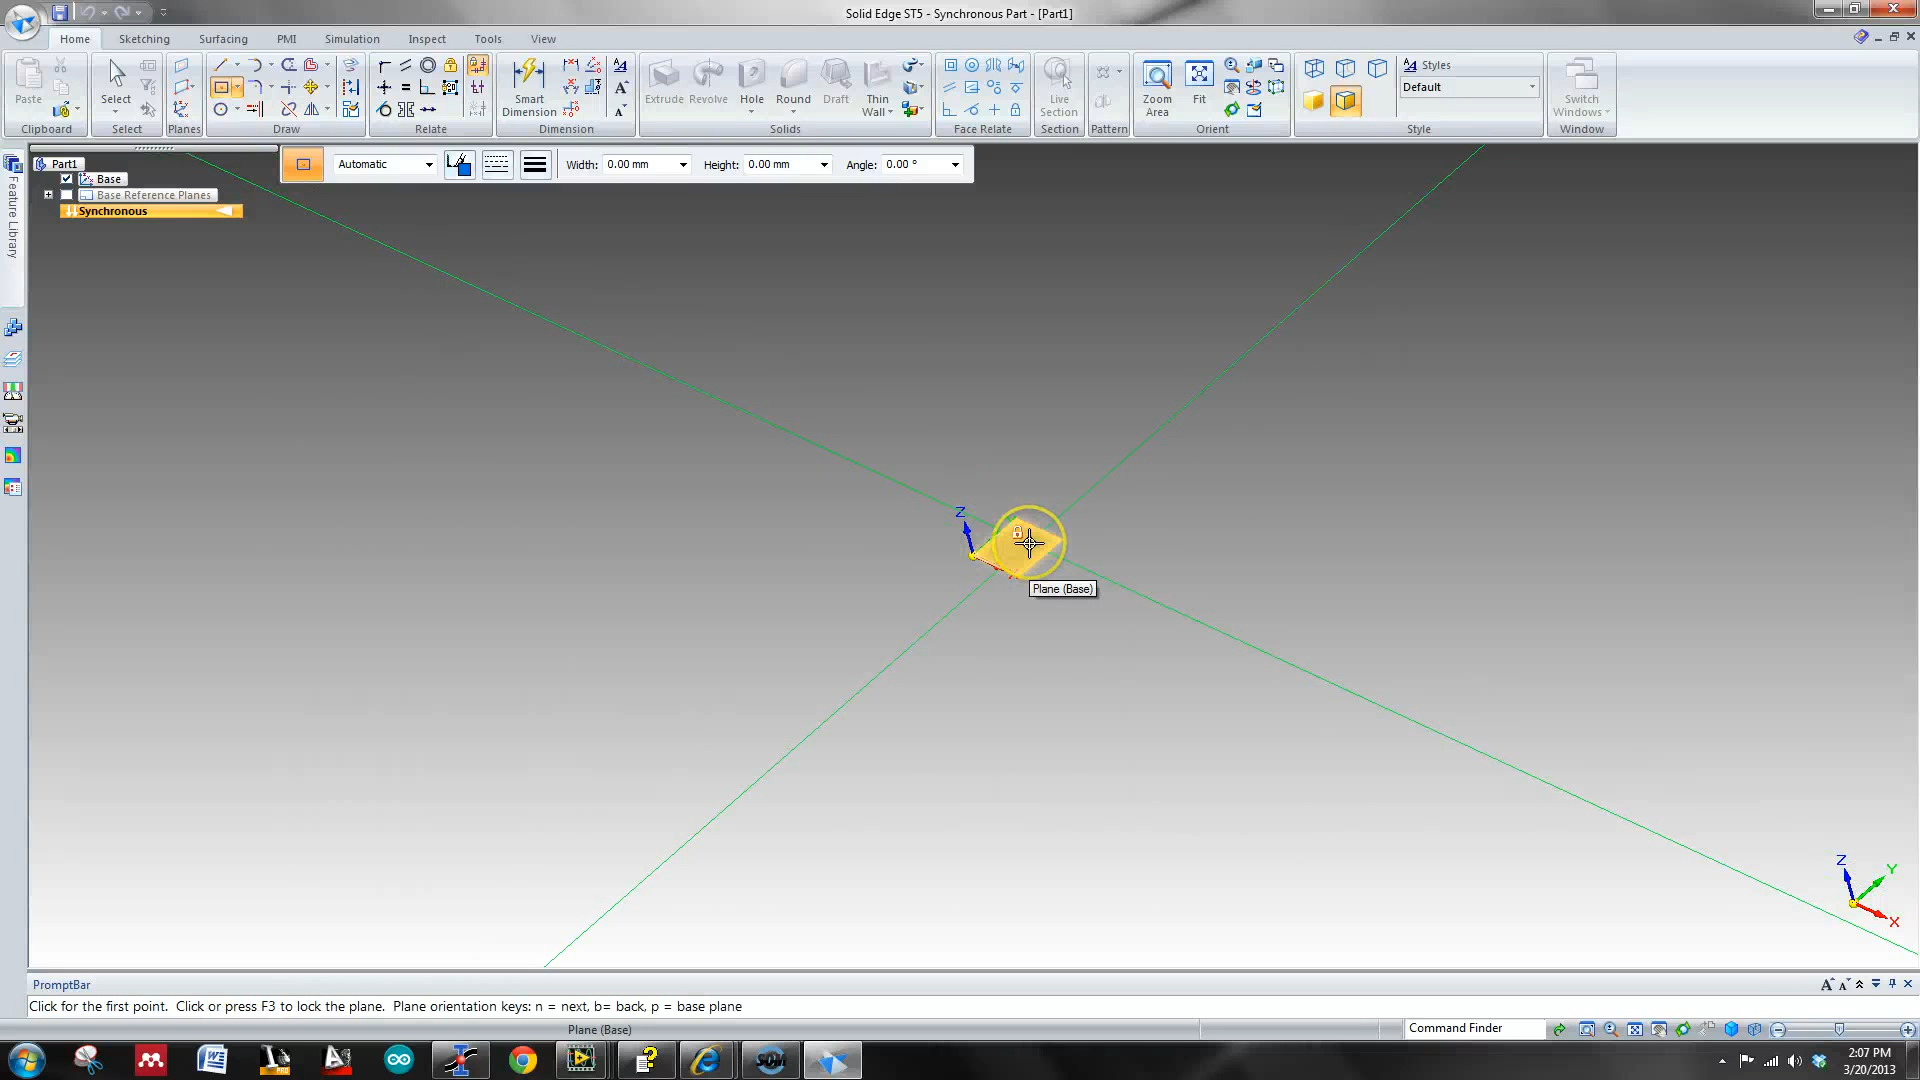 Solid Edge ST5 - Synchronous Part - [Part1]
Home Sketching Surfacing PMI Simulation Inspect Tools View
Paste
Clipboard
Select
Select
Planes
Draw
Relate
Smart Dimension
Dimension
Extrude Revolve Hole Round Draft Thin Wall
Solids
Face Relate
Live Section
Section
Pattern
Zoom Area
Fit
Orient
Styles
Default
Style
Switch Windows
Window
Automatic Width: 0.00 mm Height: 0.00 mm Angle: 0.00 °
Part1
Base
Base Reference Planes
Synchronous
Feature Library
Z
Plane (Base)
Z
Y
X
PromptBar
Click for the first point. Click or press F3 to lock the plane. Plane orientation keys: n = next, b= back, p = base plane
Plane (Base)
Command Finder
2:07 PM
3/20/2013